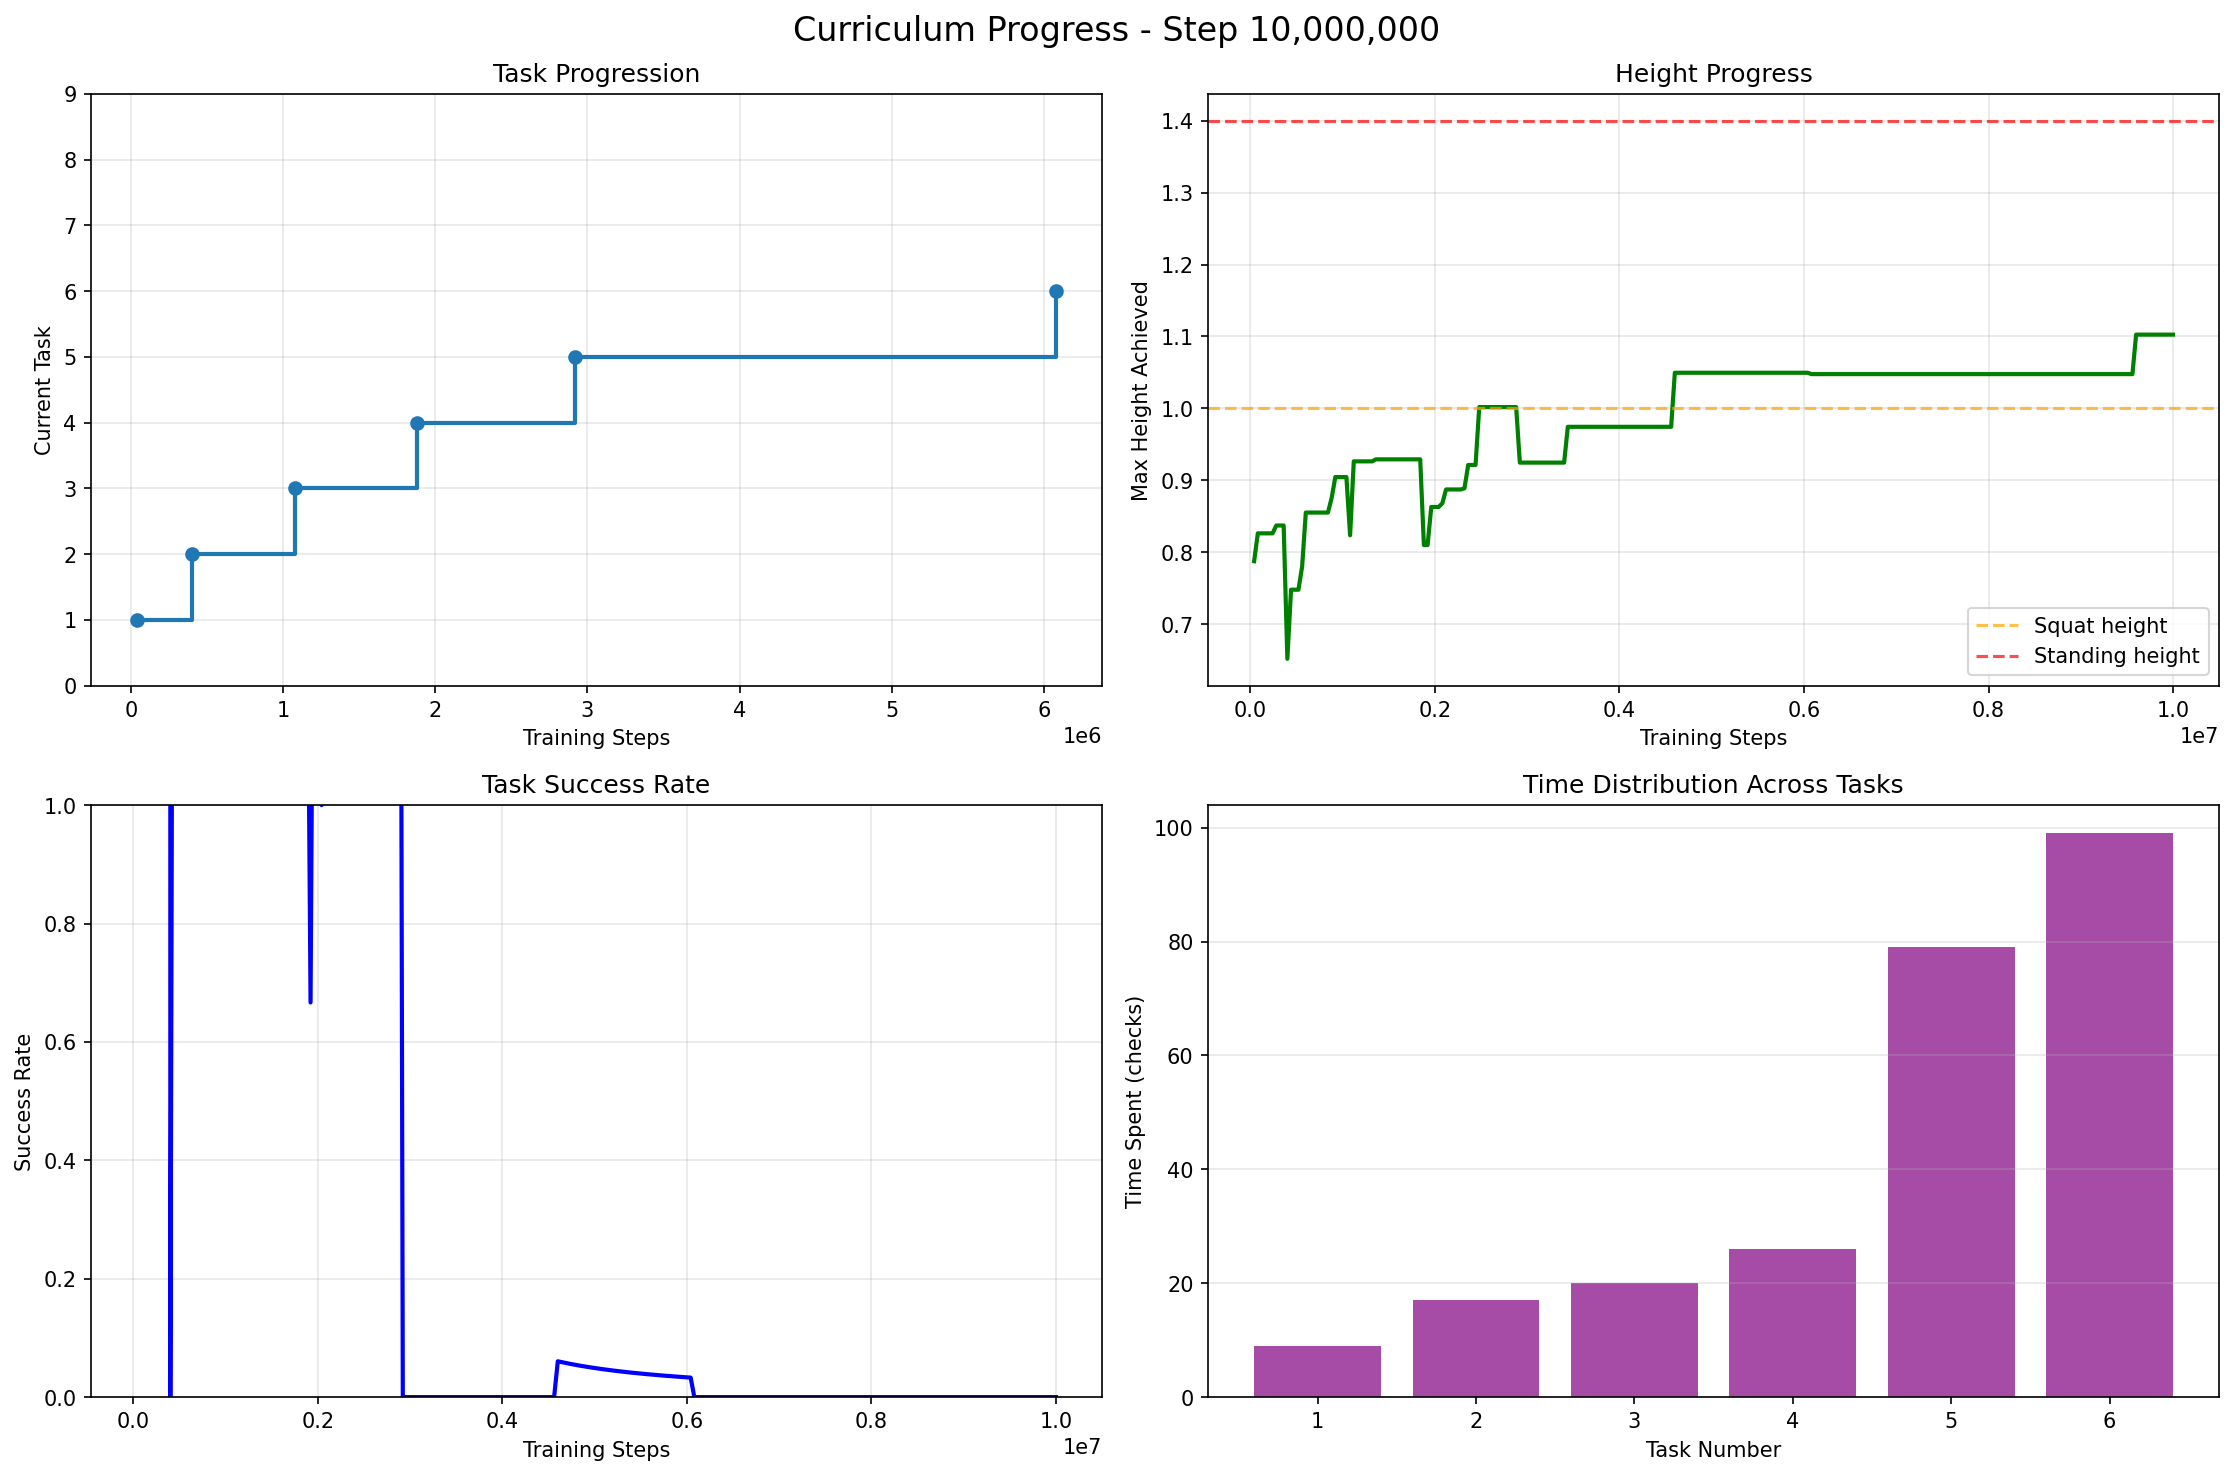 Curriculum Progress - Step 10,000,000
Task Progression
9
8
7
6
5
4
3
2
1
0
Current Task
0 1 2 3 4 5 6
1e6
Training Steps
Height Progress
1.4
1.3
1.2
1.1
1.0
0.9
0.8
0.7
Max Height Achieved
Squat height
Standing height
0.0 0.2 0.4 0.6 0.8 1.0
1e7
Training Steps
Task Success Rate
1.0
0.8
0.6
0.4
0.2
0.0
Success Rate
0.0 0.2 0.4 0.6 0.8 1.0
1e7
Training Steps
Time Distribution Across Tasks
100
80
60
40
20
0
Time Spent (checks)
1 2 3 4 5 6
Task Number